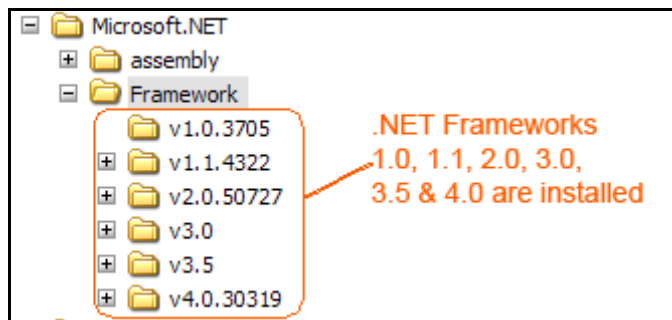 Microsoft.NET
assembly
Framework
v1.0.3705
v1.1.4322
v2.0.50727
v3.0
v3.5
v4.0.30319
.NET Frameworks
1.0, 1.1, 2.0, 3.0,
3.5 & 4.0 are installed